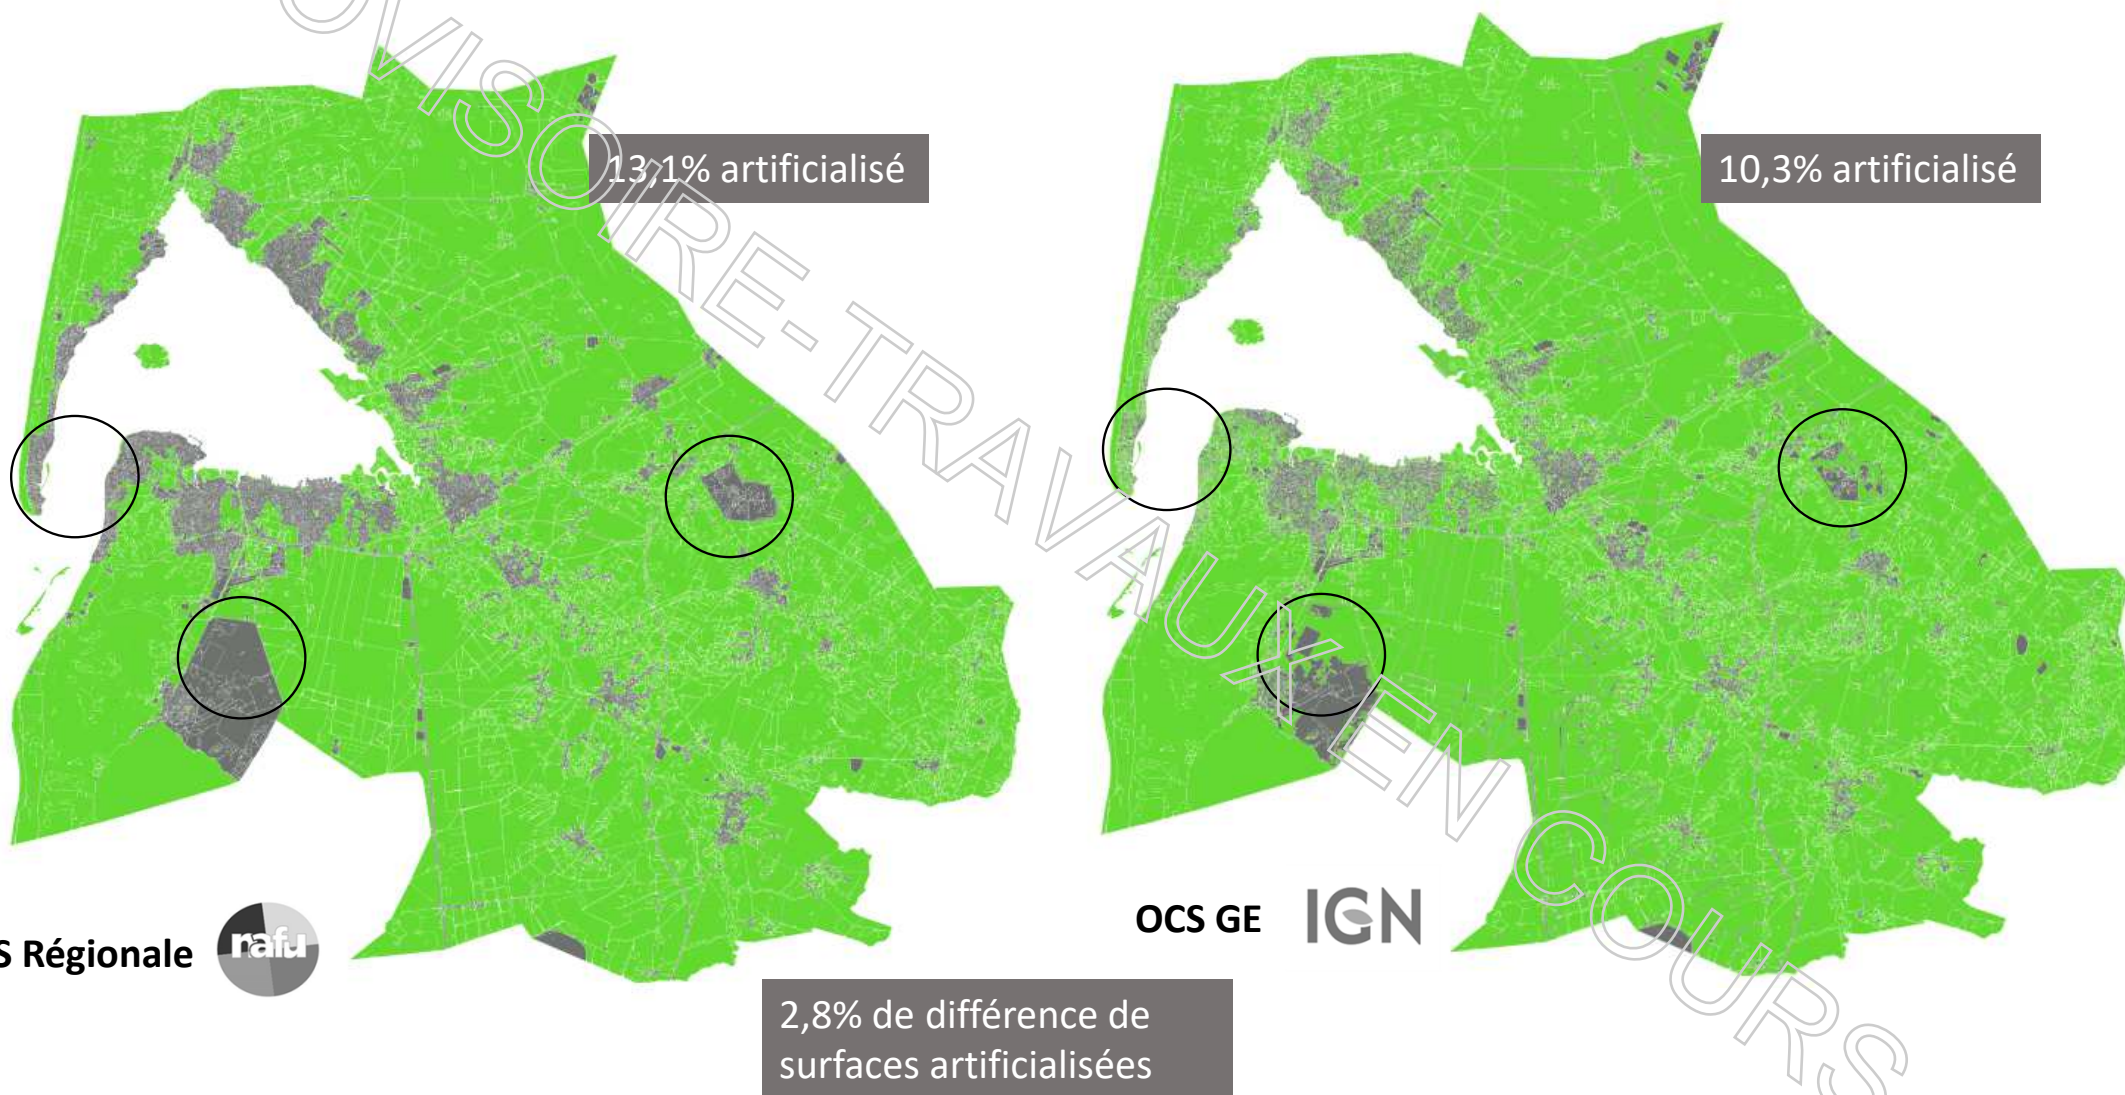 13,1% artificialisé
10,3% artificialisé
S Régionale
rafu
OCS GE
IGN
2,8% de différence de
surfaces artificialisées
OVISOIRE-TRAVAUX EN COURS